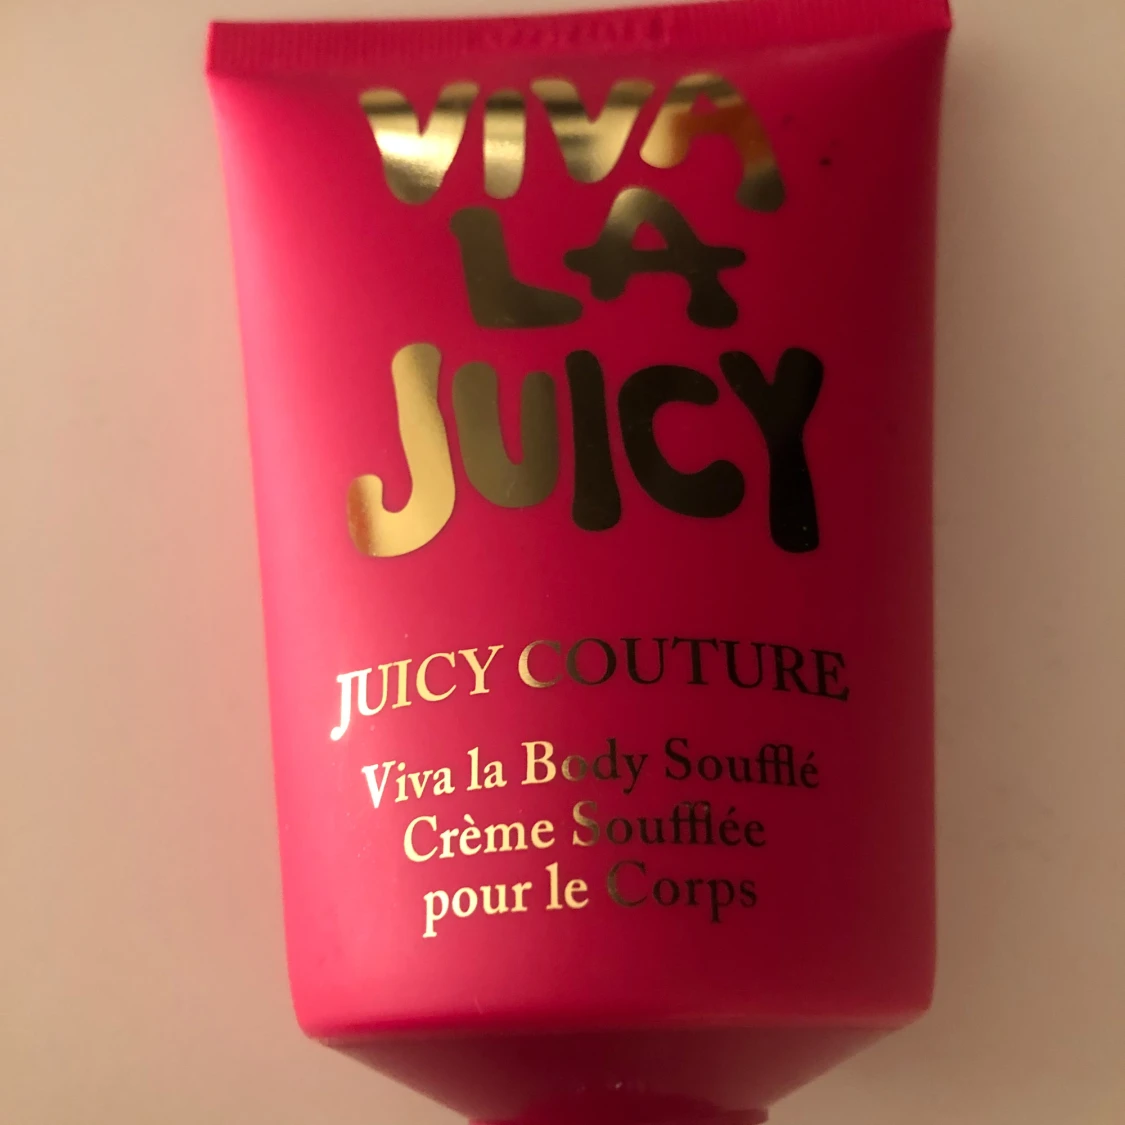 VIVA
LA
JUICY
JUICY COUTURE
Viva la Body Soufflé
Crème Soufflée
pour le Corps